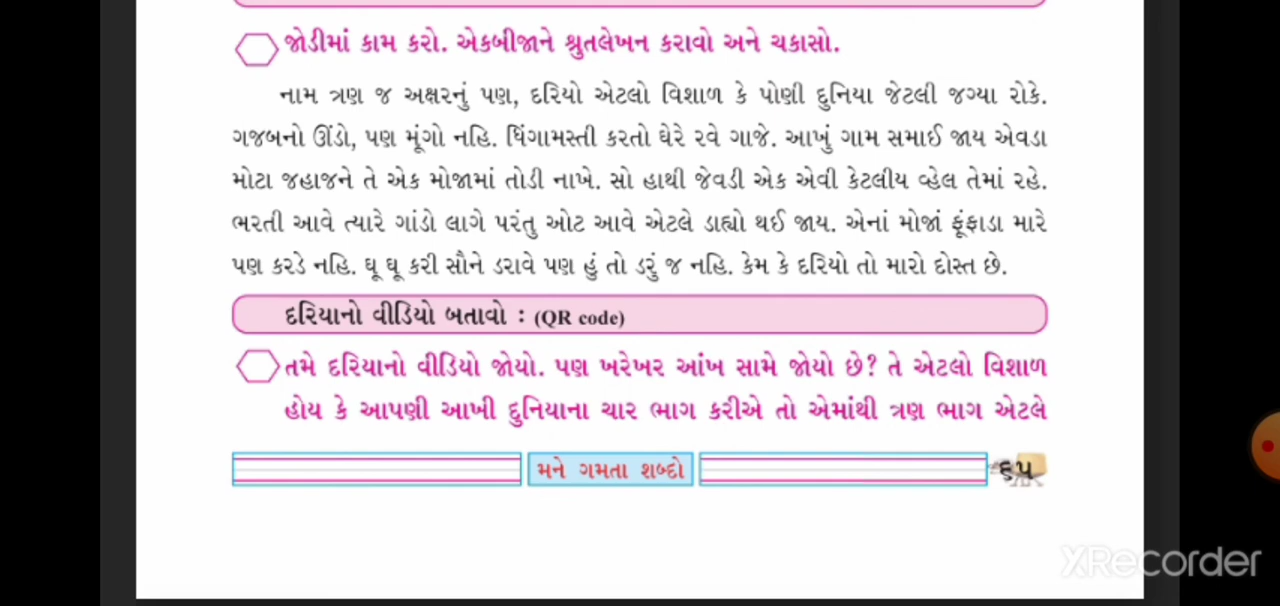 જોડીમાં કામ કરો. એકબીજાને શ્રુતલેખન કરાવો અને ચકાસો.
નામ ત્રણ જ અક્ષરનું પણ, દરિયો એટલો વિશાળ કે પોણી દુનિયા જેટલી જગ્યા રોકે.
ગજબનો ઊંડો, પણ મૂંગો નહિ. ધિંગામસ્તી કરતો ઘેરે રવે ગાજે. આખું ગામ સમાઈ જાય એવડા
મોટા જહાજને તે એક મોજામાં તોડી નાખે. સો હાથી જેવડી એક એવી કેટલીય વ્હેલ તેમાં રહે.
ભરતી આવે ત્યારે ગાંડો લાગે પરંતુ ઓટ આવે એટલે ડાહ્યો થઈ જાય. એનાં મોજાં ફૂંફાડા મારે
પણ કરડે નહિ. ઘૂ ઘૂ કરી સૌને ડરાવે પણ હું તો ડરું જ નહિ. કેમ કે દરિયો તો મારો દોસ્ત છે.
દરિયાનો વીડિયો બતાવો : (QR code)
તમે દરિયાનો વીડિયો જોયો. પણ ખરેખર આંખ સામે જોયો છે? તે એટલો વિશાળ
હોય કે આપણી આખી દુનિયાના ચાર ભાગ કરીએ તો એમાંથી ત્રણ ભાગ એટલે
મને ગમતા શબ્દો
૬૫
XRecorder